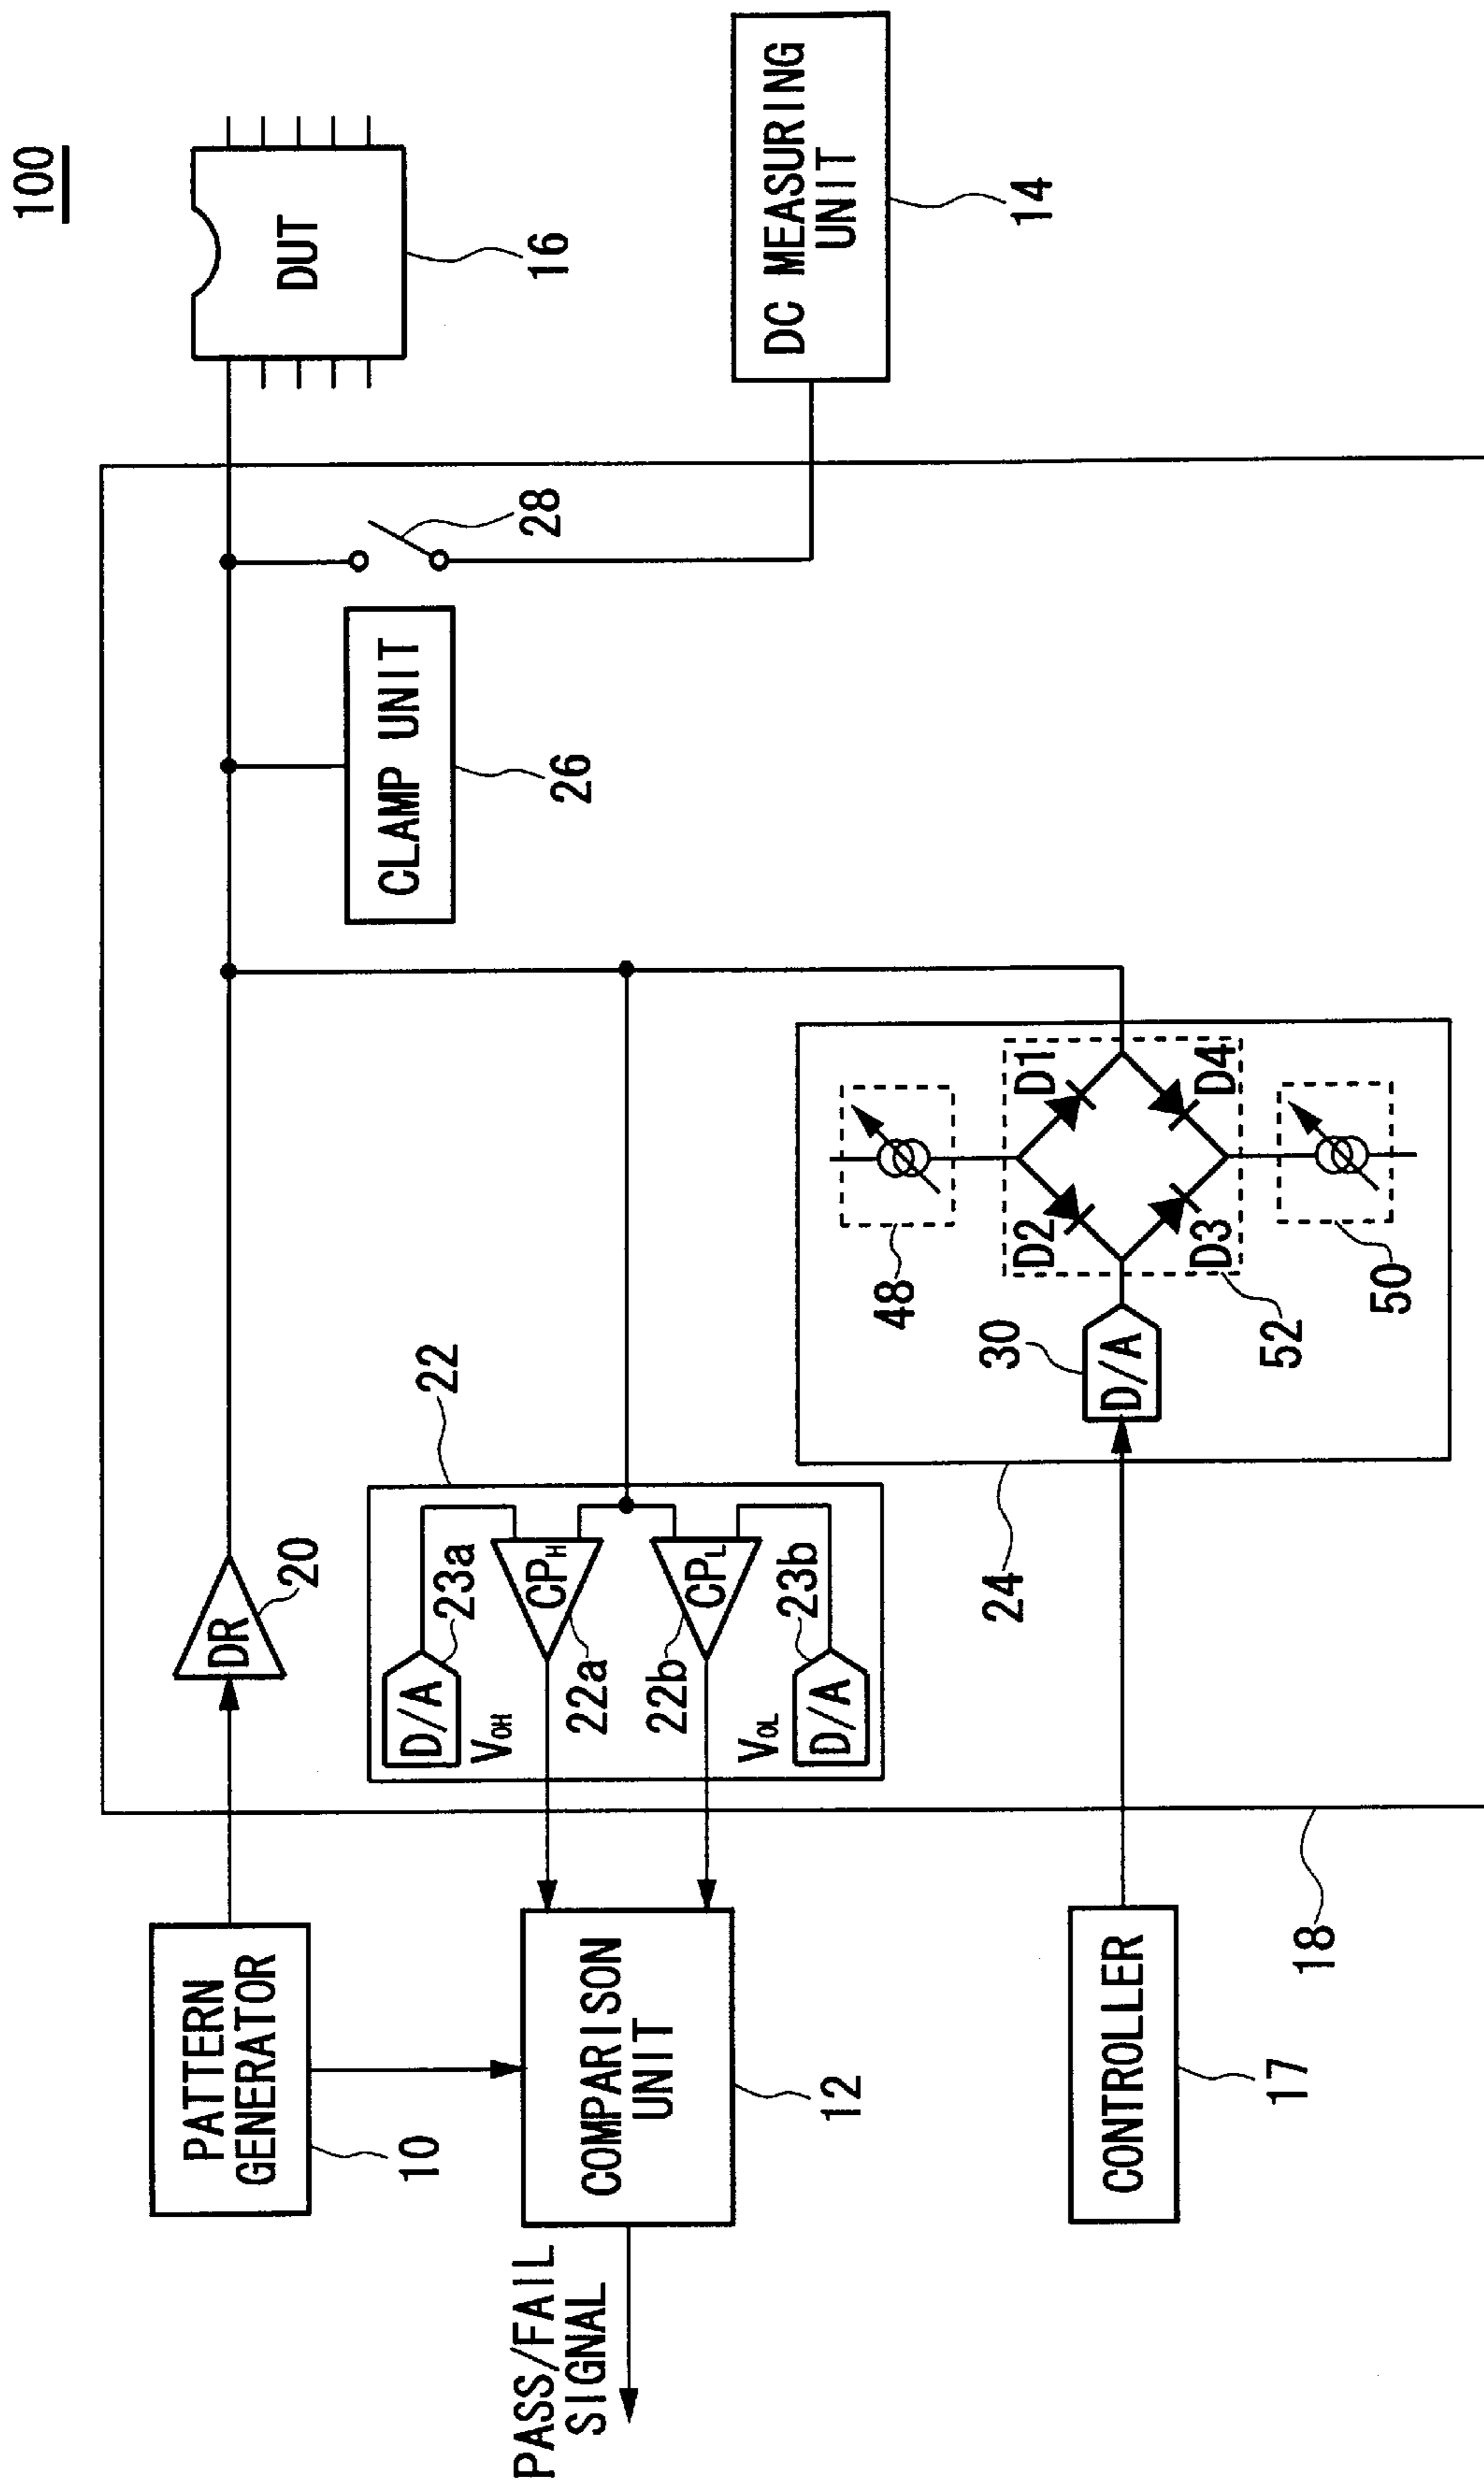 100
PATTERN
GENERATOR
10
DR
20
DUT
16
PASS/FAIL
SIGNAL
COMPARISON
UNIT
12
22
D/A
23a
VOH
CPH
22a
CPL
22b
VOL
D/A
23b
CLAMP UNIT
26
28
DC MEASURING
UNIT
14
CONTROLLER
17
18
24
D/A
30
48
D1
D2
D3
D4
52
50